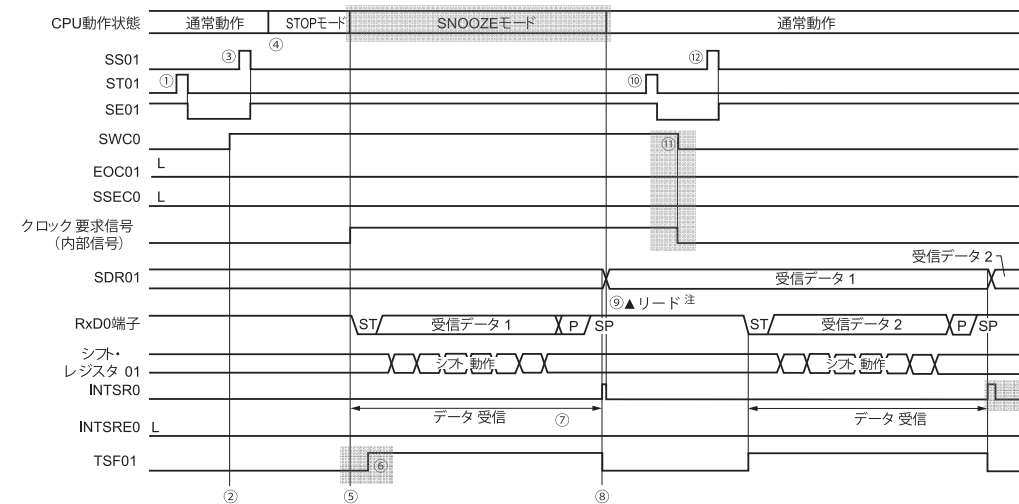 CPU動作状態 通常動作 STOPモード SNOOZEモード 通常動作
④
SS01 ③ ⑫
ST01 ① ⑩
SE01
SWC0 ⑪
EOC01 L
SSEC0 L
クロック要求信号
(内部信号)
受信データ 2
SDR01 受信データ 1
⑨▲リード 注
RxD0端子 ST 受信データ 1 P SP ST 受信データ 2 P SP
シフト・
レジスタ 01 シフト 動作 シフト 動作
INTSR0
データ 受信 ⑦ データ 受信
INTSRE0 L
TSF01 ⑥
② ⑤ ⑧